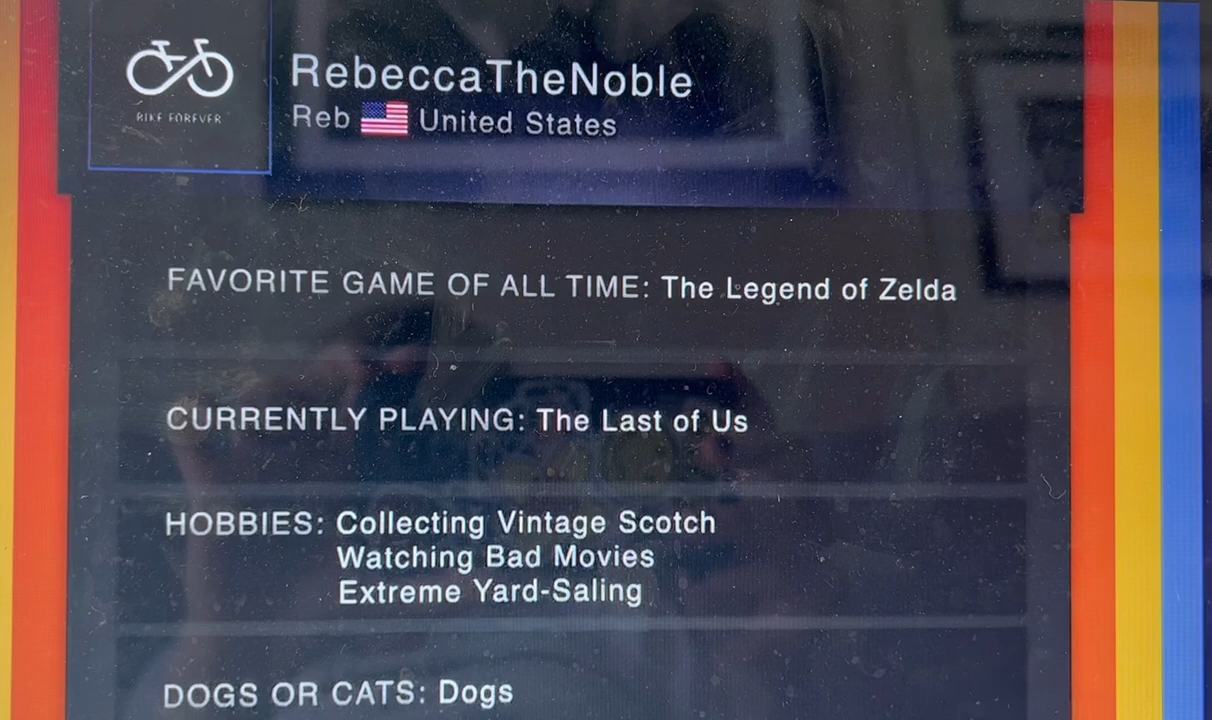 BIKE FOREVER
RebeccaTheNoble
Reb United States
FAVORITE GAME OF ALL TIME: The Legend of Zelda
CURRENTLY PLAYING: The Last of Us
HOBBIES: Collecting Vintage Scotch
Watching Bad Movies
Extreme Yard-Saling
DOGS OR CATS: Dogs